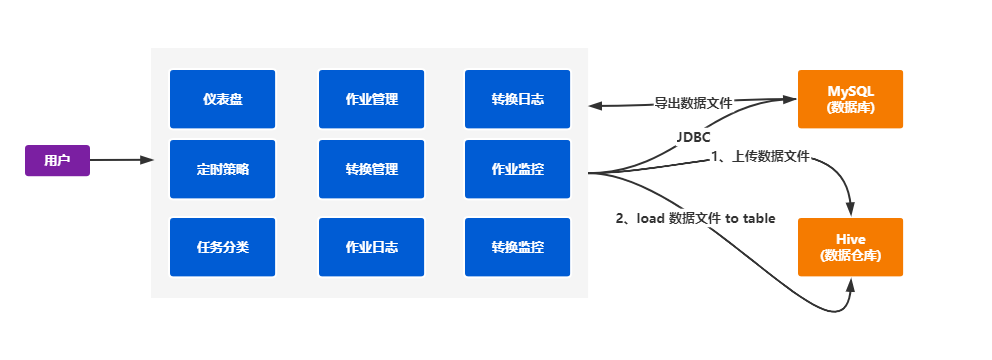 用户
仪表盘
作业管理
转换日志
定时策略
转换管理
作业监控
任务分类
作业日志
转换监控
导出数据文件
JDBC
1、上传数据文件
2、load 数据文件 to table
MySQL
(数据库)
Hive
(数据仓库)